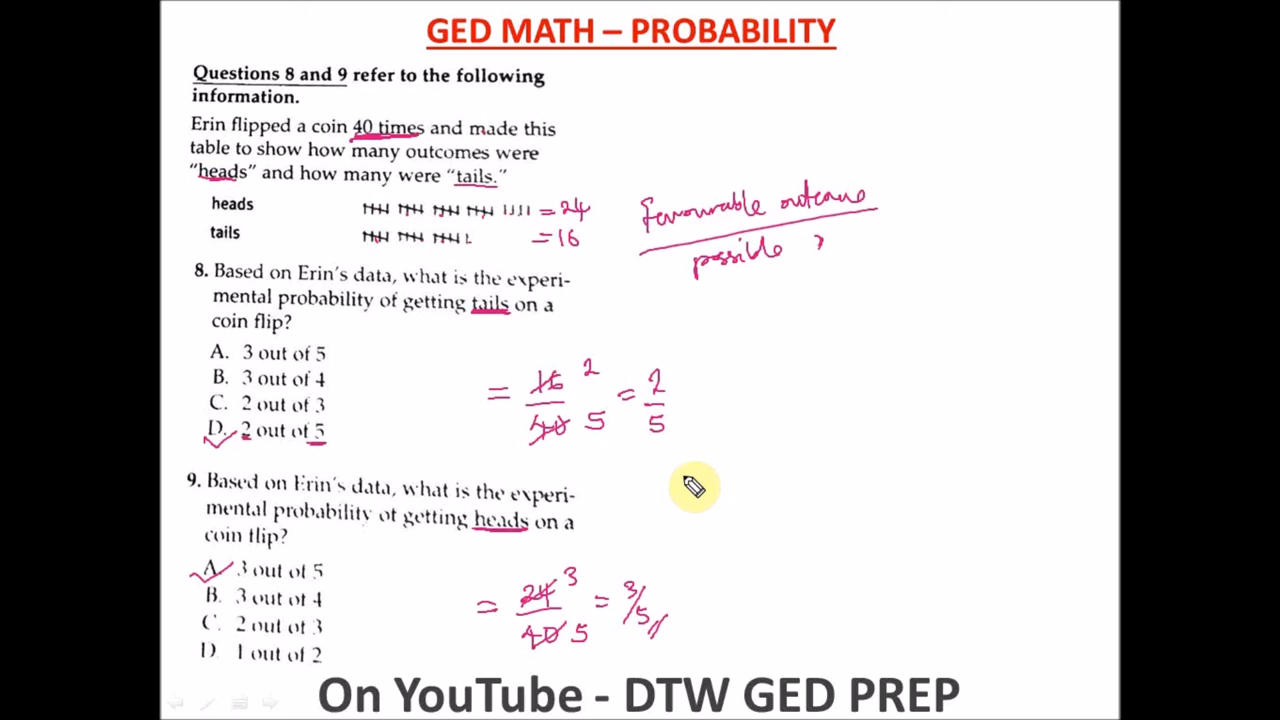 GED MATH – PROBABILITY
Questions 8 and 9 refer to the following
information.
Erin flipped a coin 40 times and made this
table to show how many outcomes were
“heads” and how many were “tails.”
heads = 24
tails = 16
favourable outcome
possible "
8. Based on Erin's data, what is the experi-
mental probability of getting tails on a
coin flip?
A. 3 out of 5
B. 3 out of 4
C. 2 out of 3
D. 2 out of 5
= 16 2 = 2
40 5 5
9. Based on Erin's data, what is the experi-
mental probability of getting heads on a
coin flip?
A. 3 out of 5
B. 3 out of 4
C. 2 out of 3
D. 1 out of 2
= 24 3 = 3/5
40 5
On YouTube - DTW GED PREP